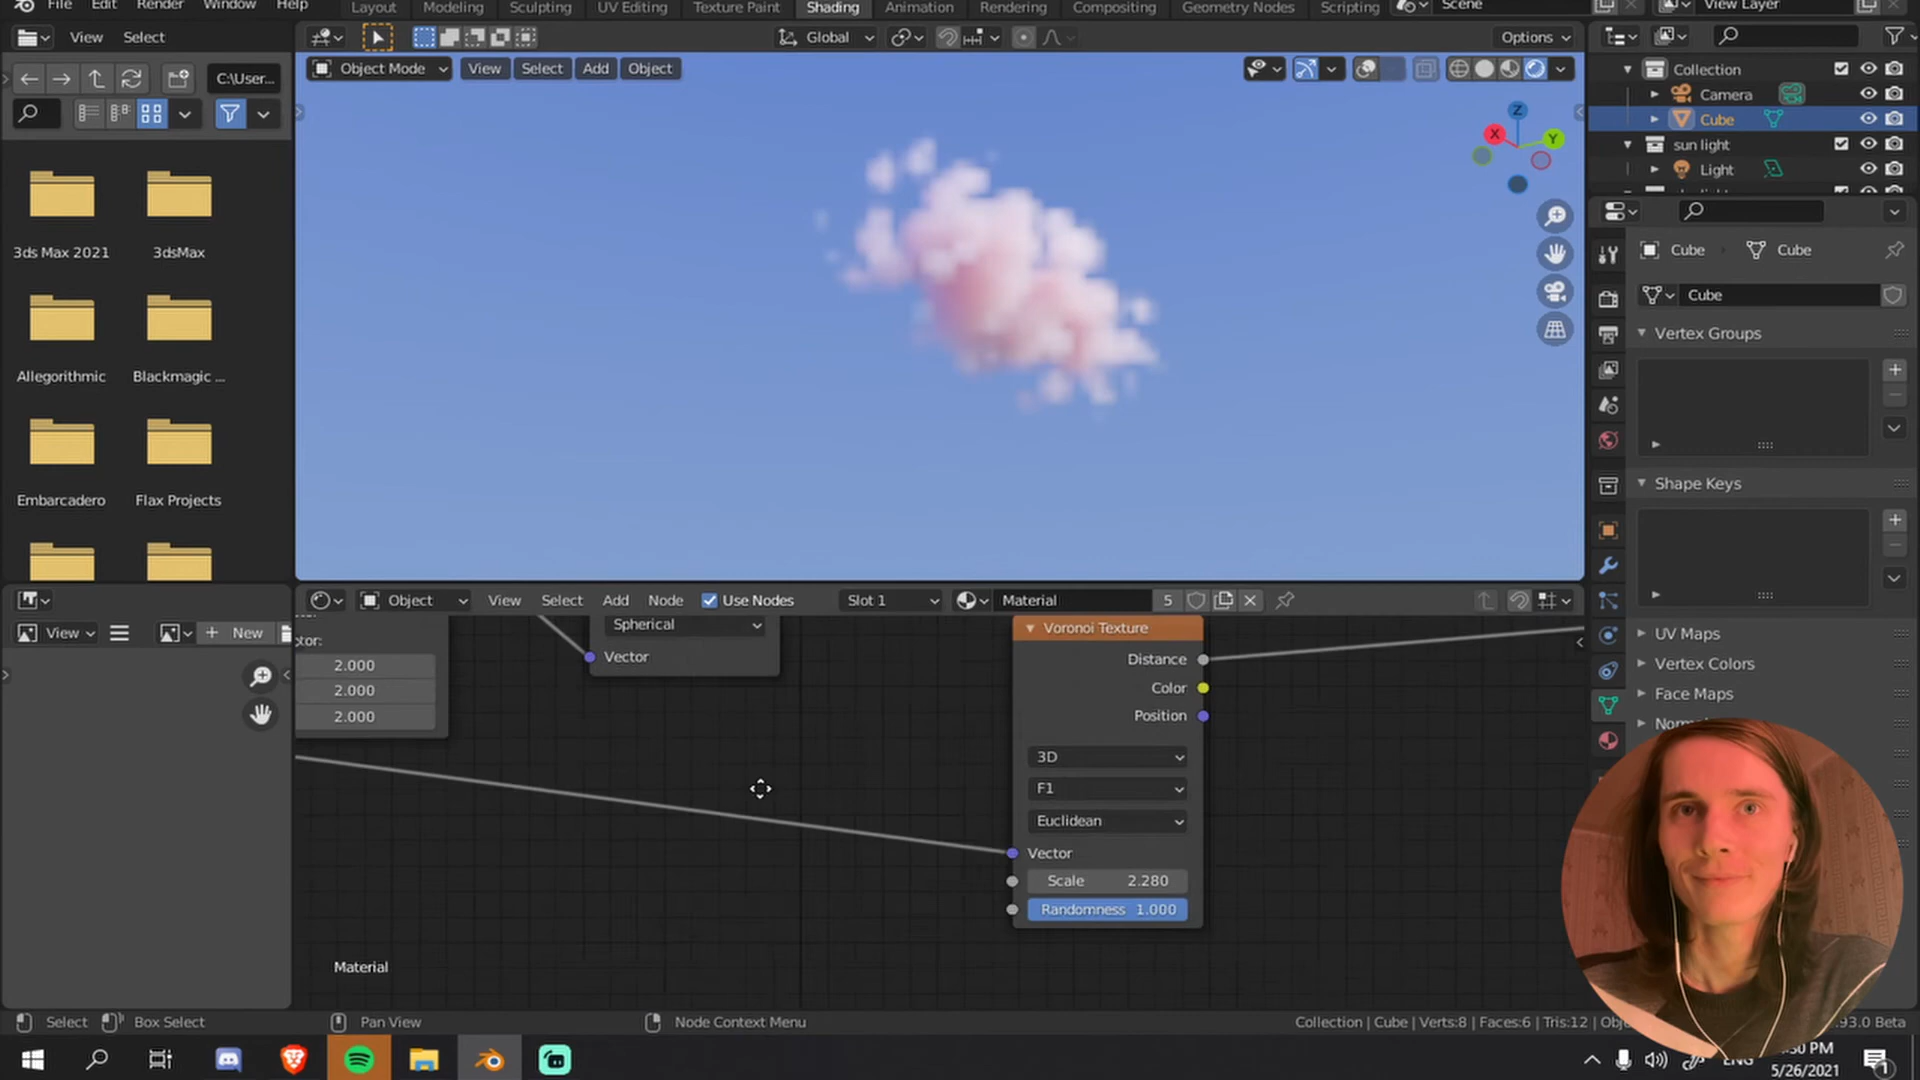 File Edit Render Window Help Layout Modeling Sculpting UV Editing Texture Paint Shading Animation Rendering Compositing Geometry Nodes Scripting Scene View Layer
View Select Global Options
C:\User...
Object Mode View Select Add Object
Collection
Camera
Cube
sun light
Light
X Y Z
3ds Max 2021 3dsMax
Allegorithmic Blackmagic ...
Embarcadero Flax Projects
Cube Cube
Cube
Vertex Groups
Shape Keys
UV Maps
Vertex Colors
Face Maps
View New
Object View Select Add Node Use Nodes Slot 1 Material 5
Spherical
Vector
2.000
2.000
2.000
Voronoi Texture
Distance
Color
Position
3D
F1
Euclidean
Vector
Scale 2.280
Randomness 1.000
Material
Select Box Select Pan View Node Context Menu Collection | Cube | Verts:8 | Faces:6 | Tris:12 |
.93.0 Beta
ENG
PM
5/26/2021
1